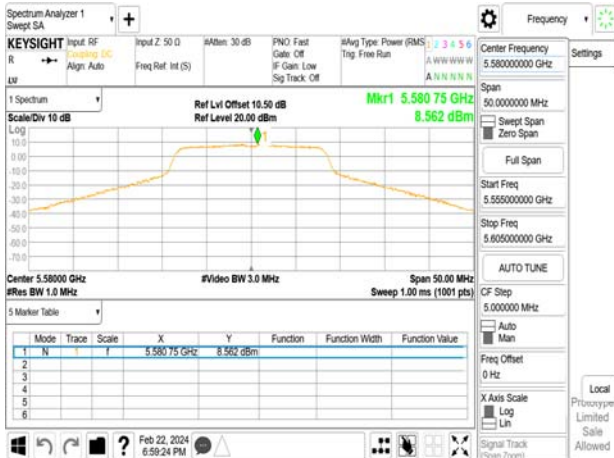 Spectrum Analyzer 1
Swept SA
Frequency
Settings
KEYSIGHT
Input: RF
Coupling: DC
Align: Auto
Input Z: 50 Ω
Freq Ref: Int (S)
#Atten: 30 dB
PNO: Fast
Gate: Off
IF Gain: Low
Sig Track: Off
#Avg Type: Power (RMS
Trig: Free Run
1 2 3 4 5 6
A W W W W W
A N N N N N
R
LXI
1 Spectrum
Scale/Div 10 dB
Log
Ref Lvl Offset 10.50 dB
Ref Level 20.00 dBm
Mkr1 5.580 75 GHz
8.562 dBm
1
10.0
0.00
-10.0
-20.0
-30.0
-40.0
-50.0
-60.0
-70.0
Center 5.58000 GHz
#Res BW 1.0 MHz
#Video BW 3.0 MHz
Span 50.00 MHz
Sweep 1.00 ms (1001 pts)
5 Marker Table
Mode Trace Scale X Y Function Function Width Function Value
1 N 1 f 5.580 75 GHz 8.562 dBm
2
3
4
5
6
Feb 22, 2024
6:59:24 PM
Center Frequency
5.580000000 GHz
Span
50.0000000 MHz
Swept Span
Zero Span
Full Span
Start Freq
5.555000000 GHz
Stop Freq
5.605000000 GHz
AUTO TUNE
CF Step
5.000000 MHz
Auto
Man
Freq Offset
0 Hz
X Axis Scale
Log
Lin
Signal Track
(Span Zoom)
Local
Prototype
Limited
Sale
Allowed